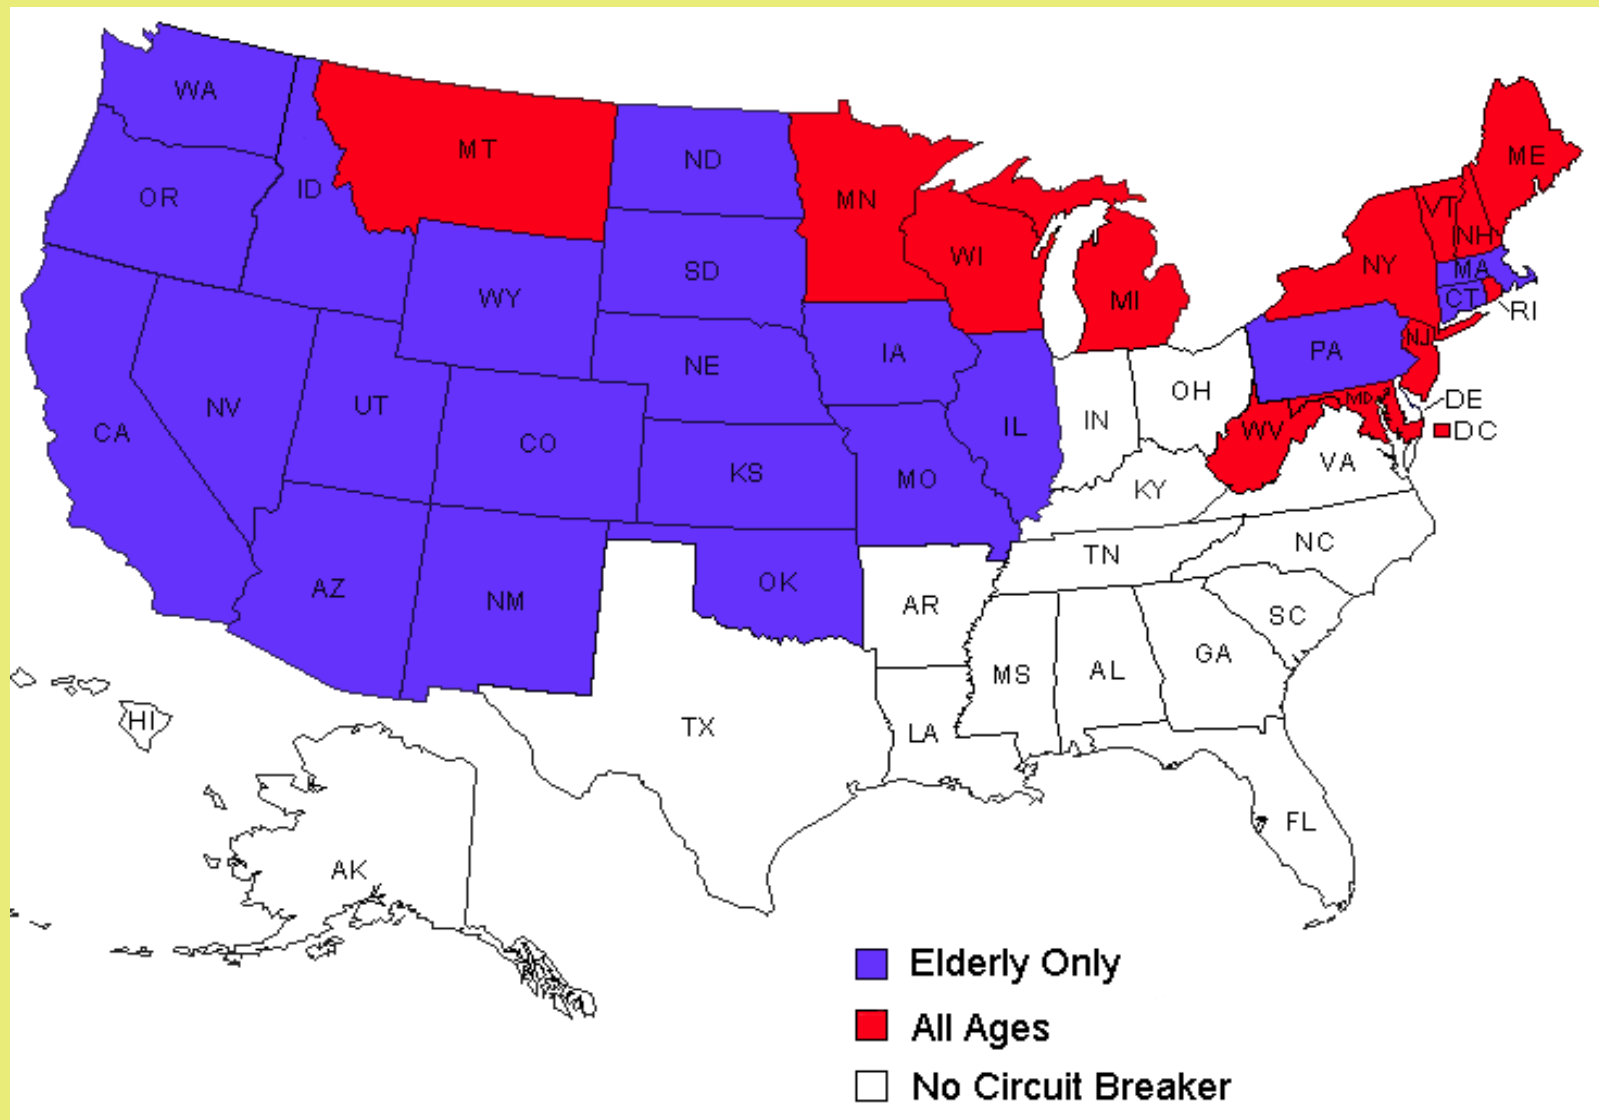 WA
MT
ND
MN
ME
OR
ID
VT
NH
WI
NY
MA
SD
WY
MI
CT
RI
IA
PA
NJ
NE
UT
NV
OH
MD
DE
CA
CO
IL
IN
WV
DC
KS
MO
KY
VA
TN
NC
AZ
NM
OK
AR
SC
GA
MS
AL
HI
TX
LA
FL
AK
Elderly Only
All Ages
No Circuit Breaker